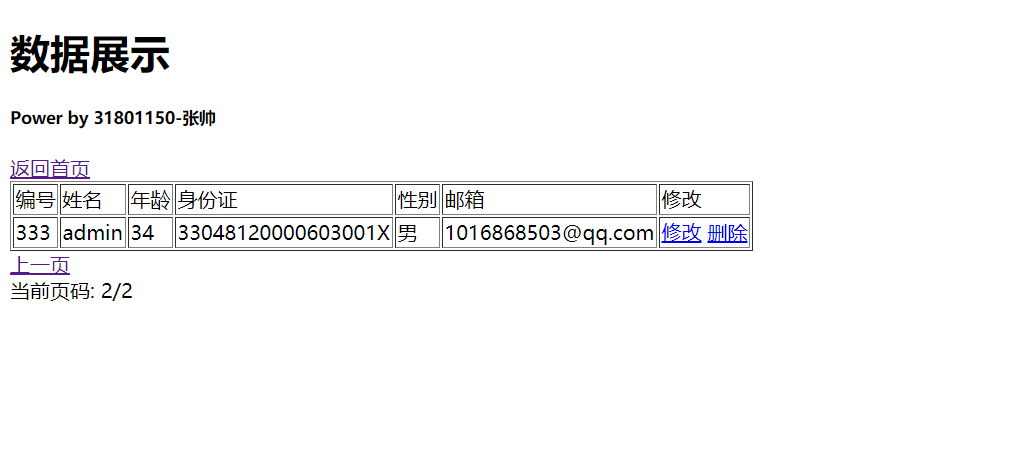 数据展示
Power by 31801150-张帅
返回首页
编号 姓名 年龄 身份证 性别 邮箱 修改
333 admin 34 33048120000603001X 男 1016868503@qq.com 修改 删除
上一页
当前页码: 2/2